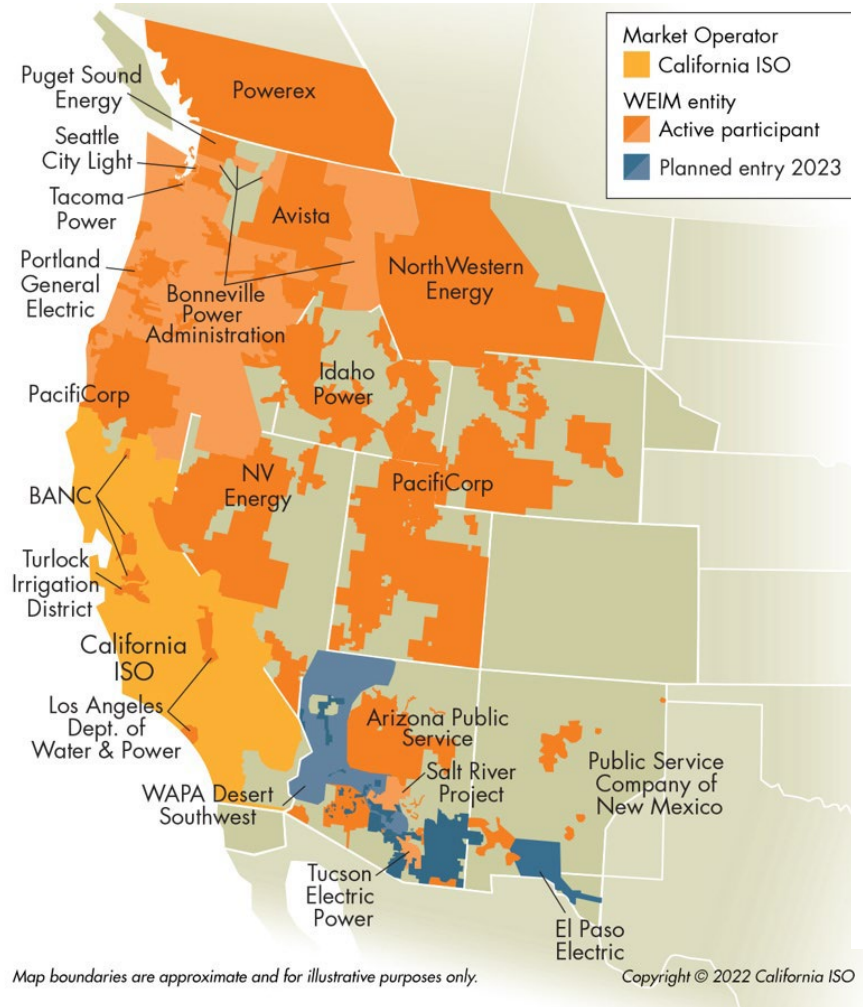 Market Operator
California ISO
WEIM entity
Active participant
Planned entry 2023
Puget Sound
Energy
Powerex
Seattle
City Light
Tacoma
Power
Avista
Portland
General
Electric
NorthWestern
Energy
Bonneville
Power
Administration
PacifiCorp
Idaho
Power
NV
Energy
PacifiCorp
BANC
Turlock
Irrigation
District
California
ISO
Los Angeles
Dept. of
Water & Power
Arizona Public
Service
Salt River
Project
Public Service
Company of
New Mexico
WAPA Desert
Southwest
Tucson
Electric
Power
El Paso
Electric
Map boundaries are approximate and for illustrative purposes only.
Copyright © 2022 California ISO